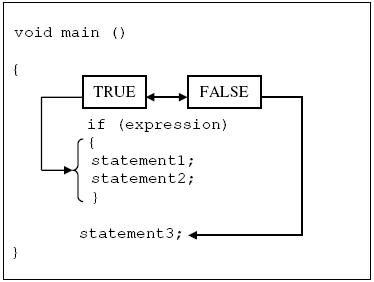 void main ()
{
TRUE FALSE
if (expression)
{
statement1;
statement2;
}
statement3;
}